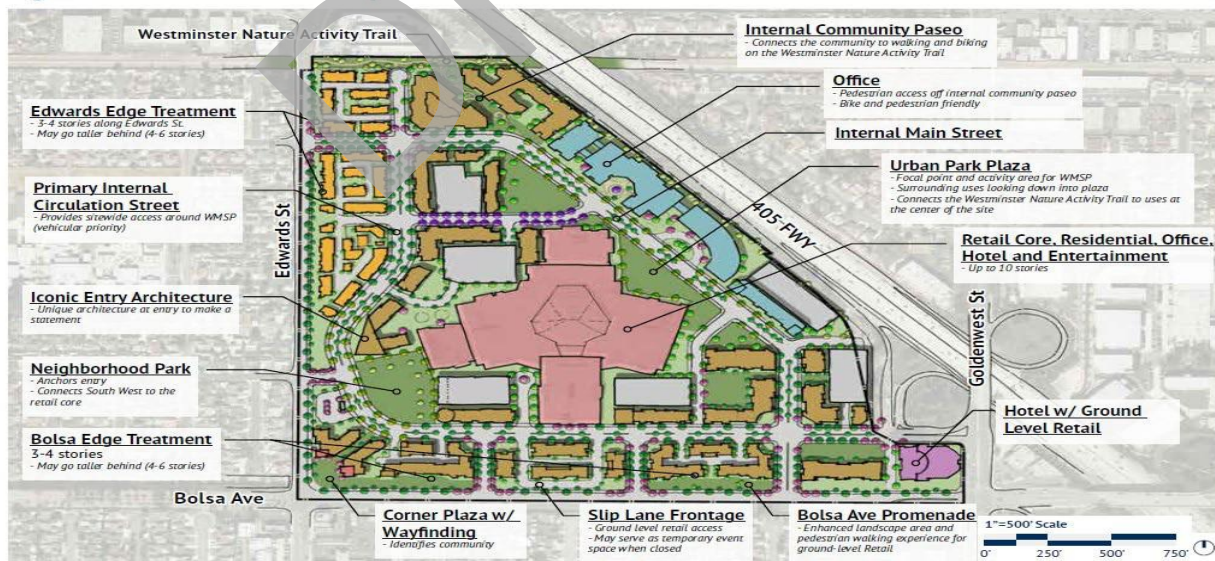 Westminster Nature Activity Trail
Internal Community Paseo
- Connects the community to walking and biking
on the Westminster Nature Activity Trail
Office
- Pedestrian access off internal community paseo
- Bike and pedestrian friendly
Internal Main Street
Urban Park Plaza
- Focal point and activity area for WMSP
- Surrounding uses looking down into plaza
- Connects the Westminster Nature Activity Trail to uses at
the center of the site
Retail Core, Residential, Office,
Hotel and Entertainment
- Up to 10 stories
Hotel w/ Ground
Level Retail
Edwards Edge Treatment
- 3-4 stories along Edwards St.
- May go taller behind (4-6 stories)
Primary Internal
Circulation Street
- Provides sitewide access around WMSP
(vehicular priority)
Iconic Entry Architecture
- Unique architecture at entry to make a
statement
Neighborhood Park
- Anchors entry
- Connects South West to the
retail core
Bolsa Edge Treatment
3-4 stories
- May go taller behind (4-6 stories)
Edwards St
405 FWY
Goldenwest St
Bolsa Ave
Corner Plaza w/
Wayfinding
- Identifies community
Slip Lane Frontage
- Ground level retail access
- May serve as temporary event
space when closed
Bolsa Ave Promenade
- Enhanced landscape area and
pedestrian walking experience for
ground-level Retail
1"=500' Scale
0' 250' 500' 750'